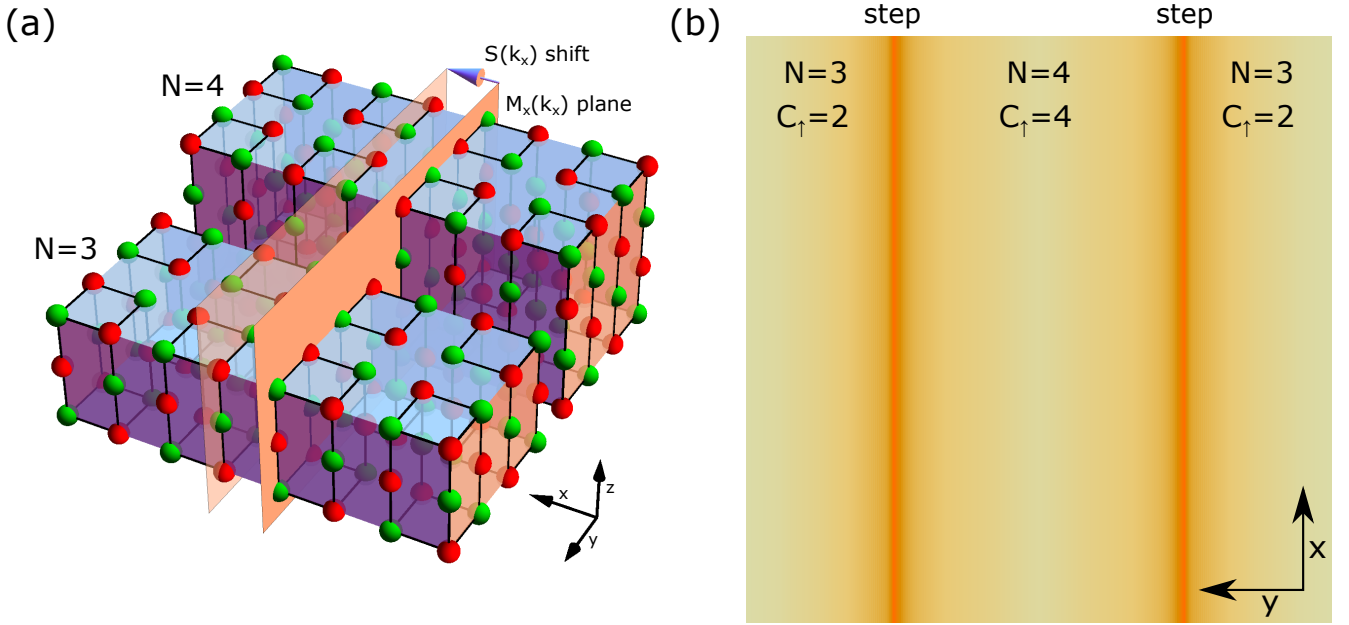 (a)
S(kₓ) shift
N=4
Mₓ(kₓ) plane
N=3
x
z
y
(b)
step
step
N=3
N=4
N=3
C↑=2
C↑=4
C↑=2
x
y